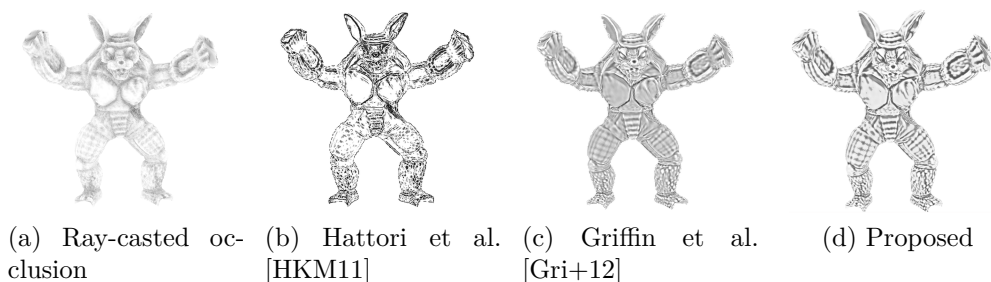 (a) Ray-casted oc-
clusion
(b) Hattori et al.
[HKM11]
(c) Griffin et al.
[Gri+12]
(d) Proposed